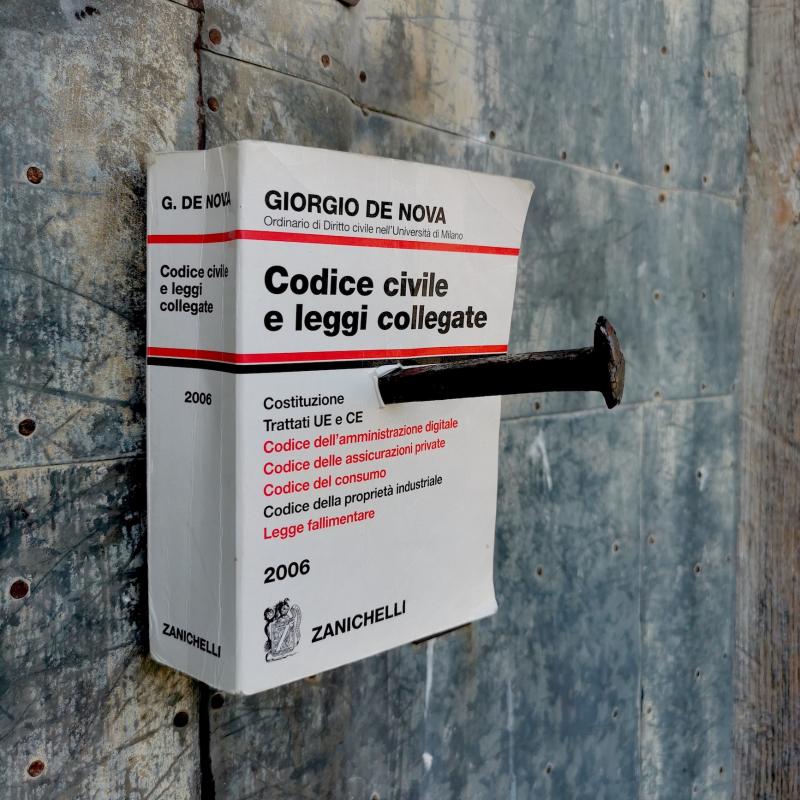 G. DE NOVA
Codice civile
e leggi
collegate
2006
ZANICHELLI
GIORGIO DE NOVA
Ordinario di Diritto civile nell'Università di Milano
Codice civile
e leggi collegate
Costituzione
Trattati UE e CE
Codice dell'amministrazione digitale
Codice delle assicurazioni private
Codice del consumo
Codice della proprietà industriale
Legge fallimentare
2006
ZANICHELLI